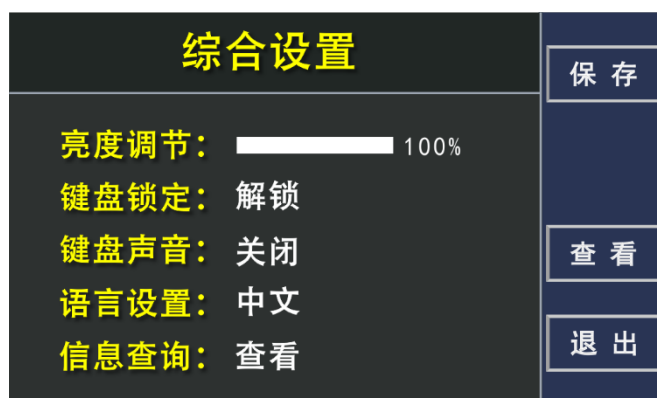 综合设置
保 存
亮度调节： 100%
键盘锁定：解锁
键盘声音：关闭
语言设置：中文
信息查询：查看
查 看
退 出